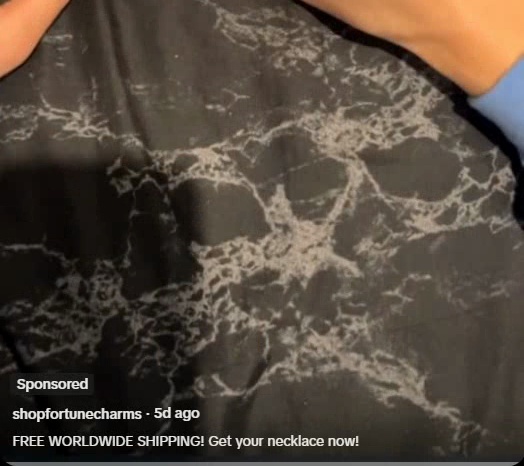 Sponsored
shopfortunecharms · 5d ago
FREE WORLDWIDE SHIPPING! Get your necklace now!